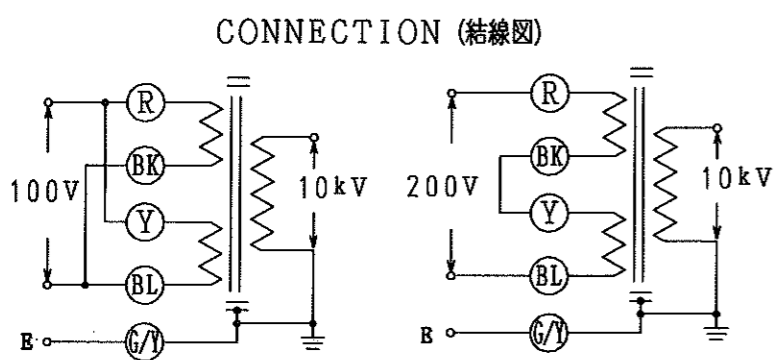 CONNECTION (結線図)
R
BK
100V
Y
BL
E
G/Y
10kV
R
BK
200V
Y
BL
E
G/Y
10kV